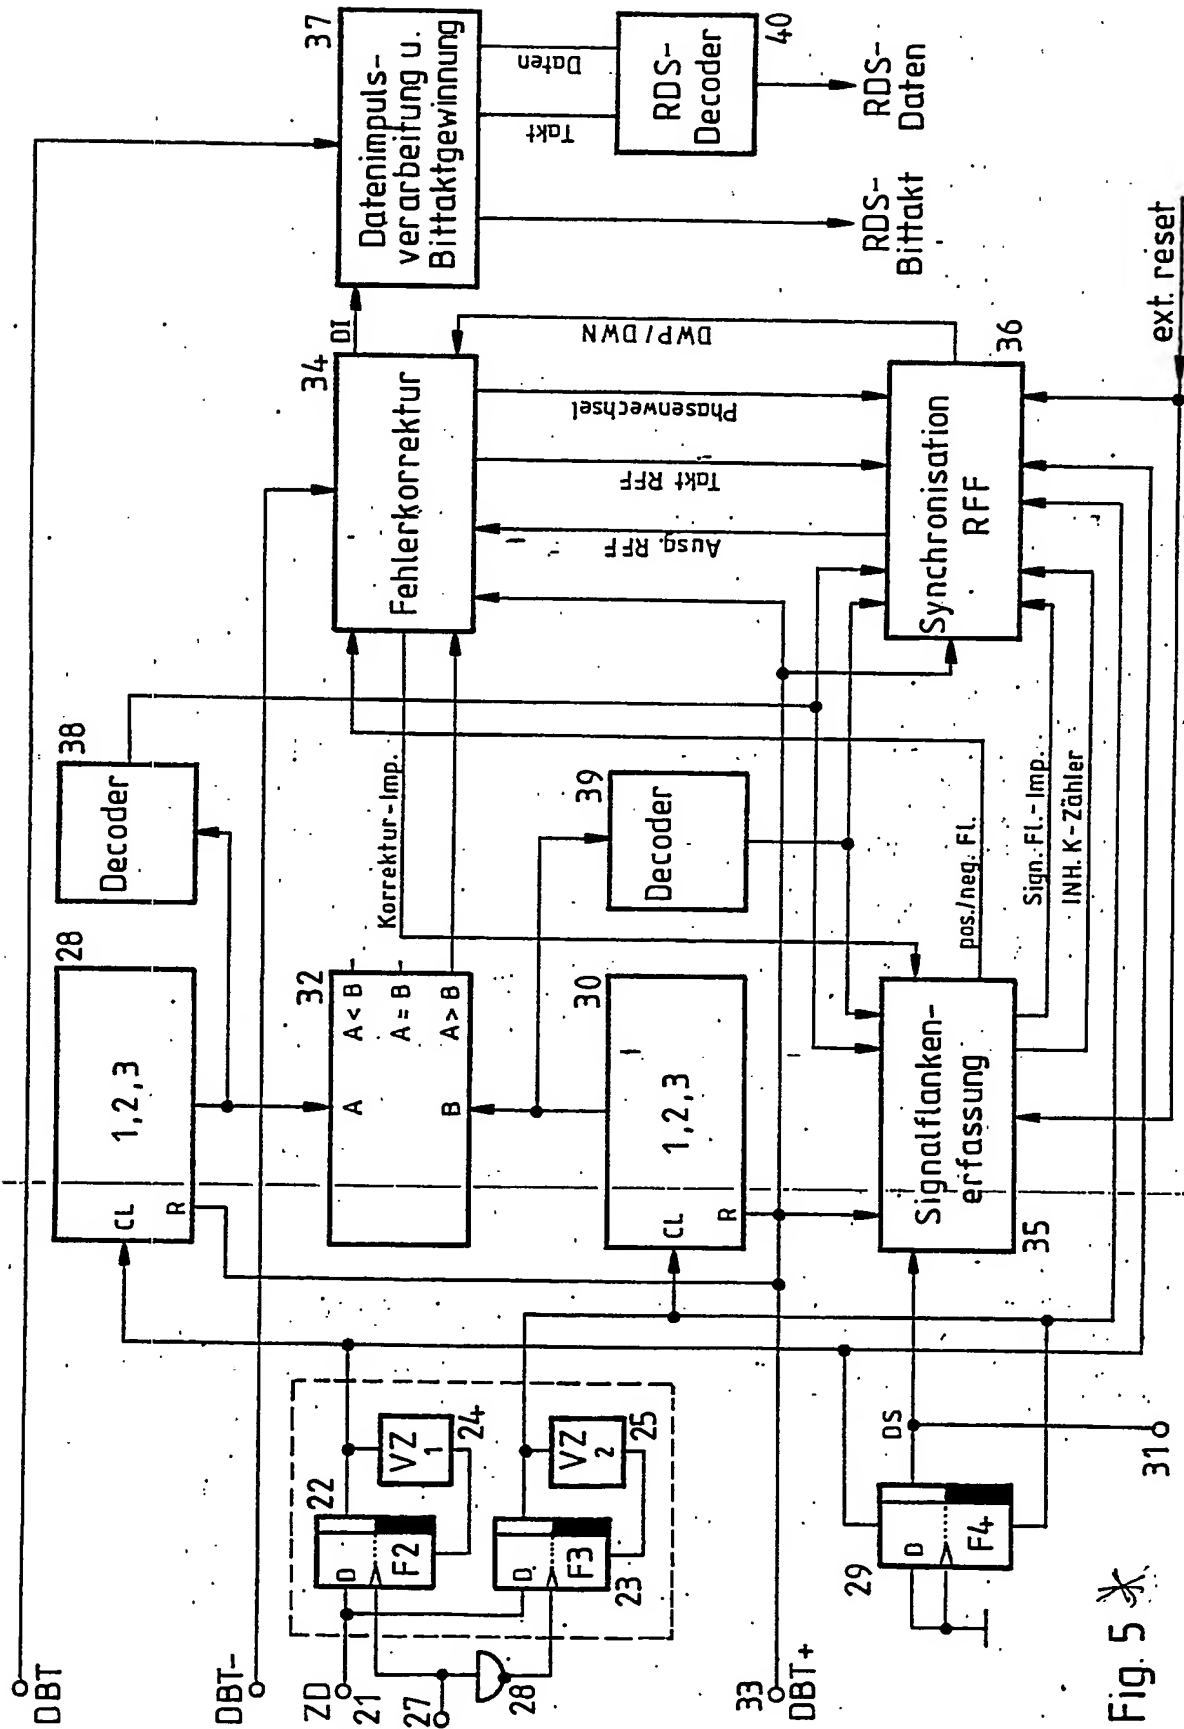 DBT
DBT-
ZD
21
27
28
33
DBT+
22
D
F2
VZ
1
24
D
F3
23
VZ
2
25
29
D
F4
DS
31
28
CL
R
1,2,3
32
A
B
A < B
A = B
A > B
30
CL
R
1,2,3
35
Signalflanken-
erfassung
38
Decoder
39
Decoder
Korrektur-Imp.
pos./neg. Fl.
Sign. Fl.-Imp.
INH. K-Zähler
34
Fehlerkorrektur
DI
Ausg. RFF
Takt RFF
Phasenwechsel
DWP/DWN
36
Synchronisation
RFF
ext. reset
37
Datenimpuls-
verarbeitung u.
Bittaktgewinnung
Takt
Daten
RDS-
Decoder
40
RDS-
Bittakt
RDS-
Daten
Fig. 5